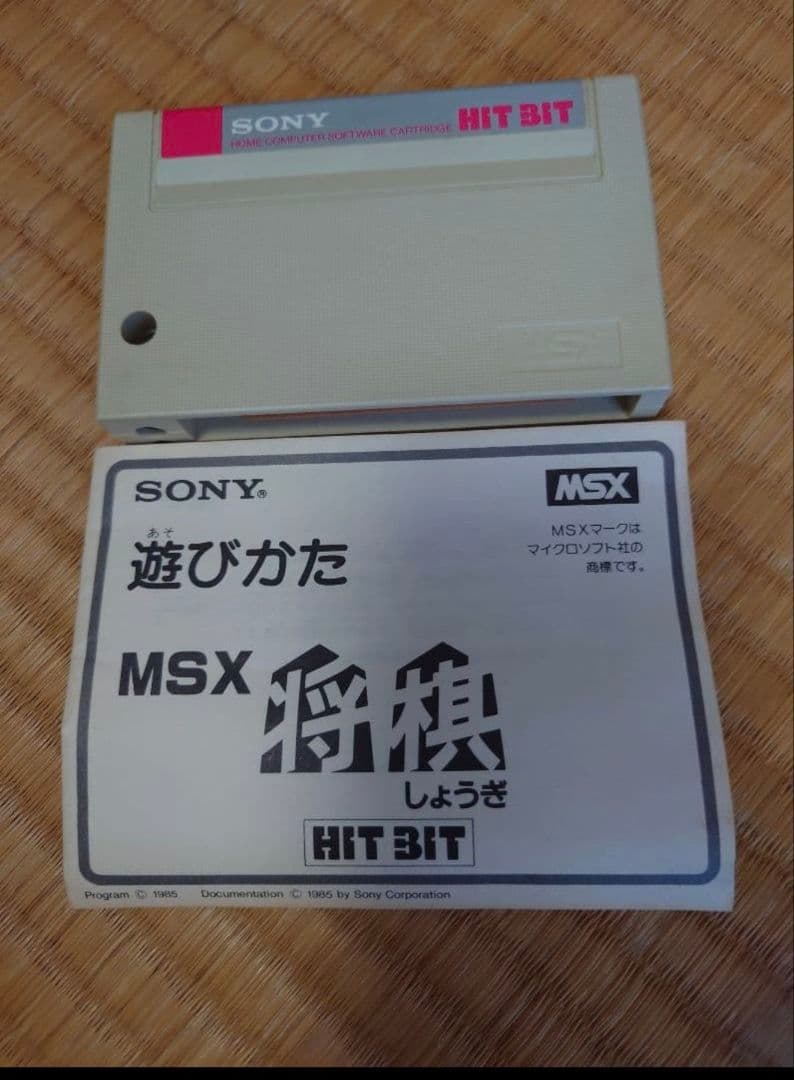 SONY HIT BIT
HOME COMPUTER SOFTWARE CARTRIDGE
SONY® MSX
MSXマークは
マイクロソフト社の
商標です。
あそ
遊びかた
MSX 将棋
しょうぎ
HIT BIT
Program © 1985 Documentation © 1985 by Sony Corporation